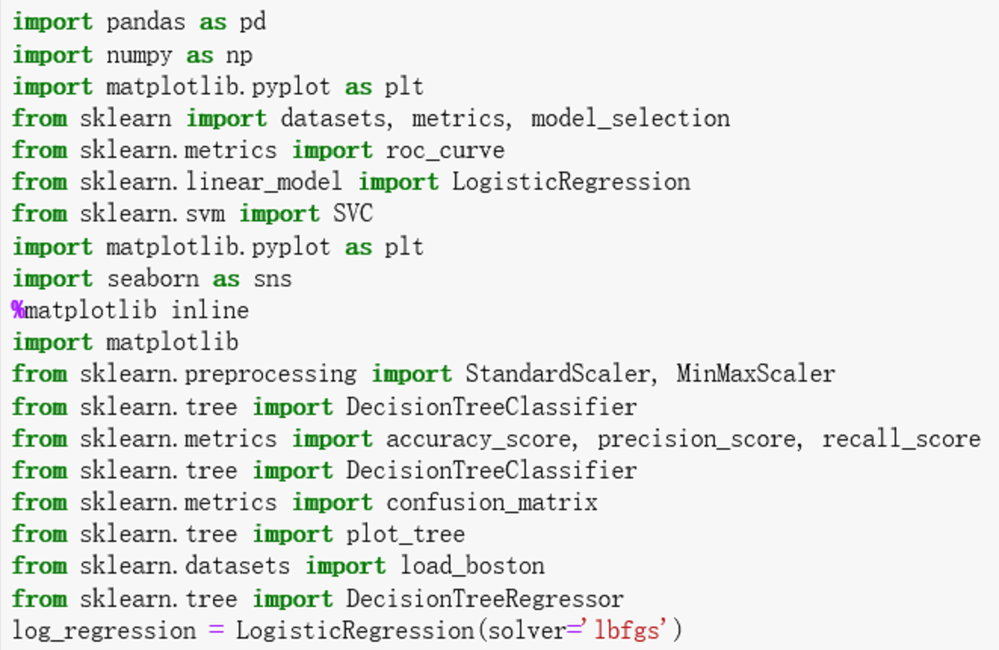 import pandas as pd
import numpy as np
import matplotlib.pyplot as plt
from sklearn import datasets, metrics, model_selection
from sklearn.metrics import roc_curve
from sklearn.linear_model import LogisticRegression
from sklearn.svm import SVC
import matplotlib.pyplot as plt
import seaborn as sns
%matplotlib inline
import matplotlib
from sklearn.preprocessing import StandardScaler, MinMaxScaler
from sklearn.tree import DecisionTreeClassifier
from sklearn.metrics import accuracy_score, precision_score, recall_score
from sklearn.tree import DecisionTreeClassifier
from sklearn.metrics import confusion_matrix
from sklearn.tree import plot_tree
from sklearn.datasets import load_boston
from sklearn.tree import DecisionTreeRegressor
log_regression = LogisticRegression(solver='lbfgs')